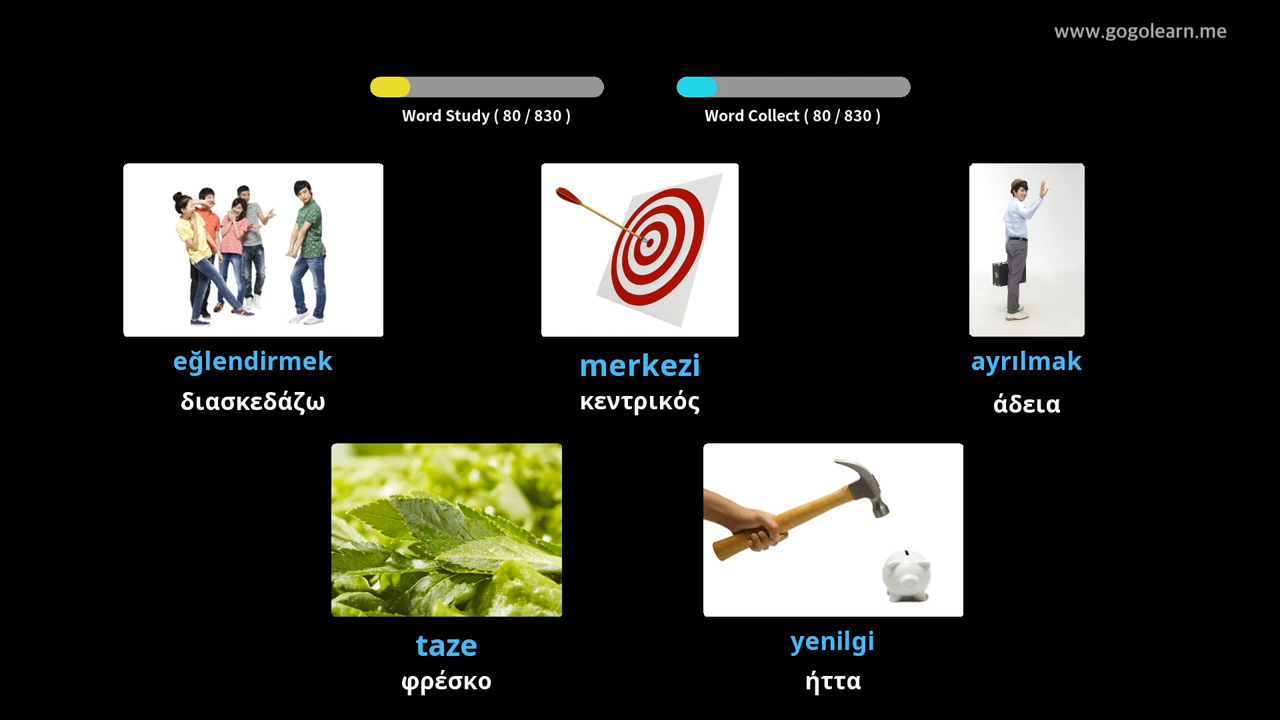 www.gogolearn.me
Word Study ( 80 / 830 )
Word Collect ( 80 / 830 )
eğlendirmek
διασκεδάζω
merkezi
κεντρικός
ayrılmak
άδεια
taze
φρέσκο
yenilgi
ήττα